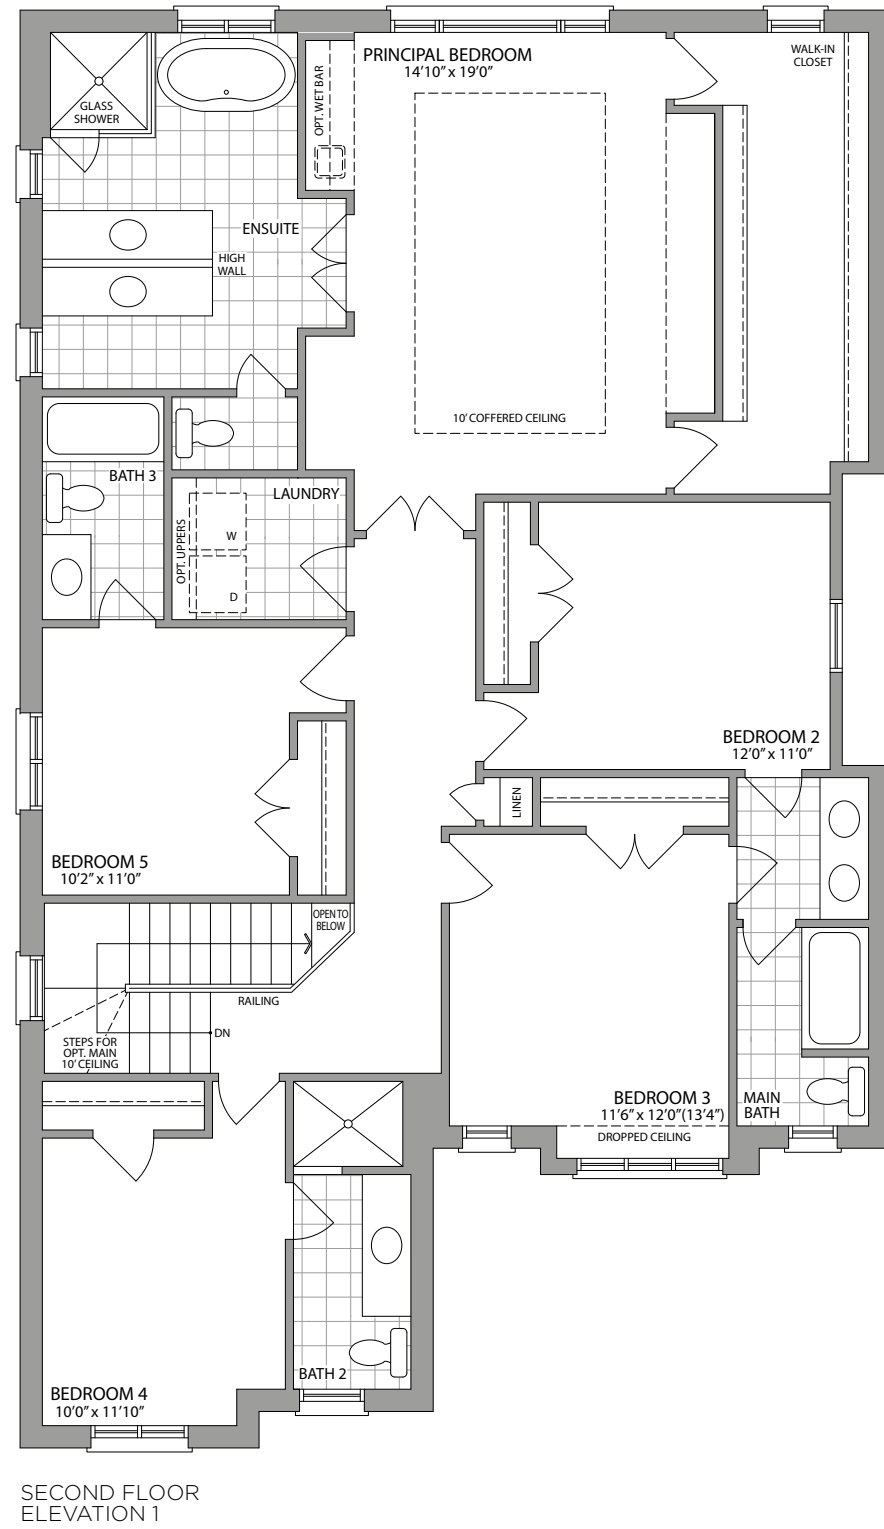 PRINCIPAL BEDROOM
14'10" x 19'0"
WALK-IN
CLOSET
GLASS
SHOWER
OPT. WET BAR
ENSUITE
HIGH
WALL
10' COFFERED CEILING
BATH 3
LAUNDRY
OPT. UPPERS
W
D
BEDROOM 2
12'0" x 11'0"
LINEN
BEDROOM 5
10'2" x 11'0"
OPEN TO
BELOW
RAILING
DN
STEPS FOR
OPT. MAIN
10' CEILING
BEDROOM 3
11'6" x 12'0"(13'4")
DROPPED CEILING
MAIN
BATH
BATH 2
BEDROOM 4
10'0" x 11'10"
SECOND FLOOR
ELEVATION 1